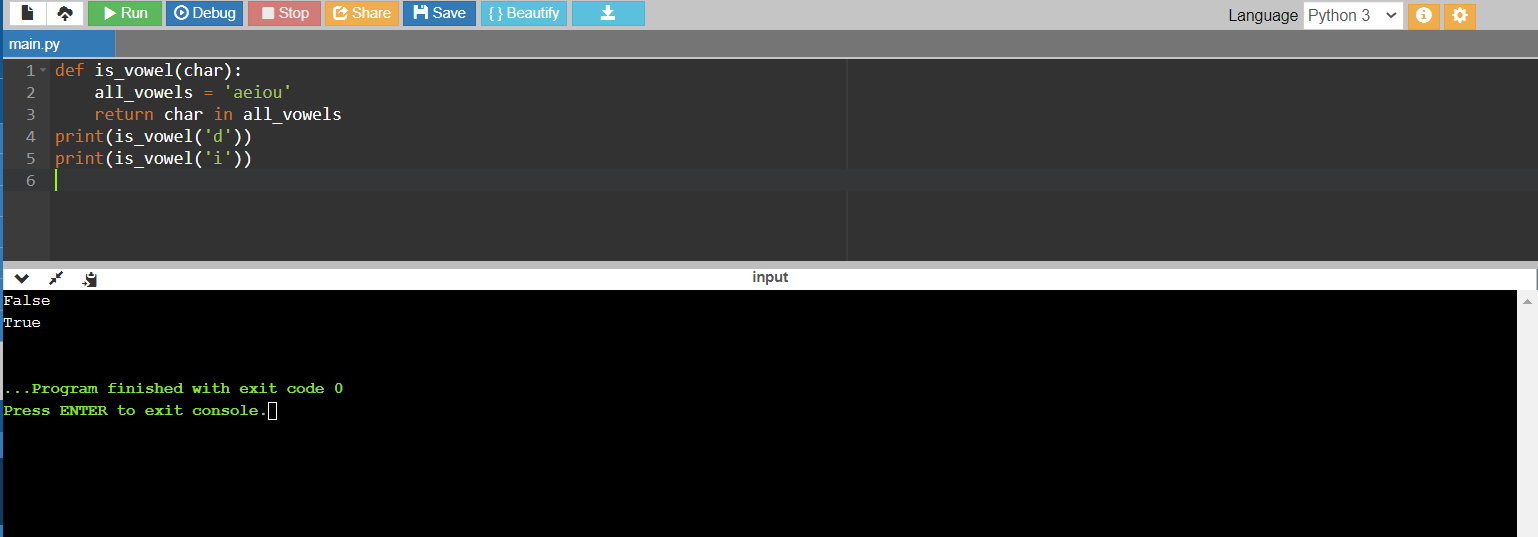 Run Debug Stop Share Save { } Beautify Language Python 3
main.py
1 def is_vowel(char):
2     all_vowels = 'aeiou'
3     return char in all_vowels
4 print(is_vowel('d'))
5 print(is_vowel('i'))
6
input
False
True
...Program finished with exit code 0
Press ENTER to exit console.